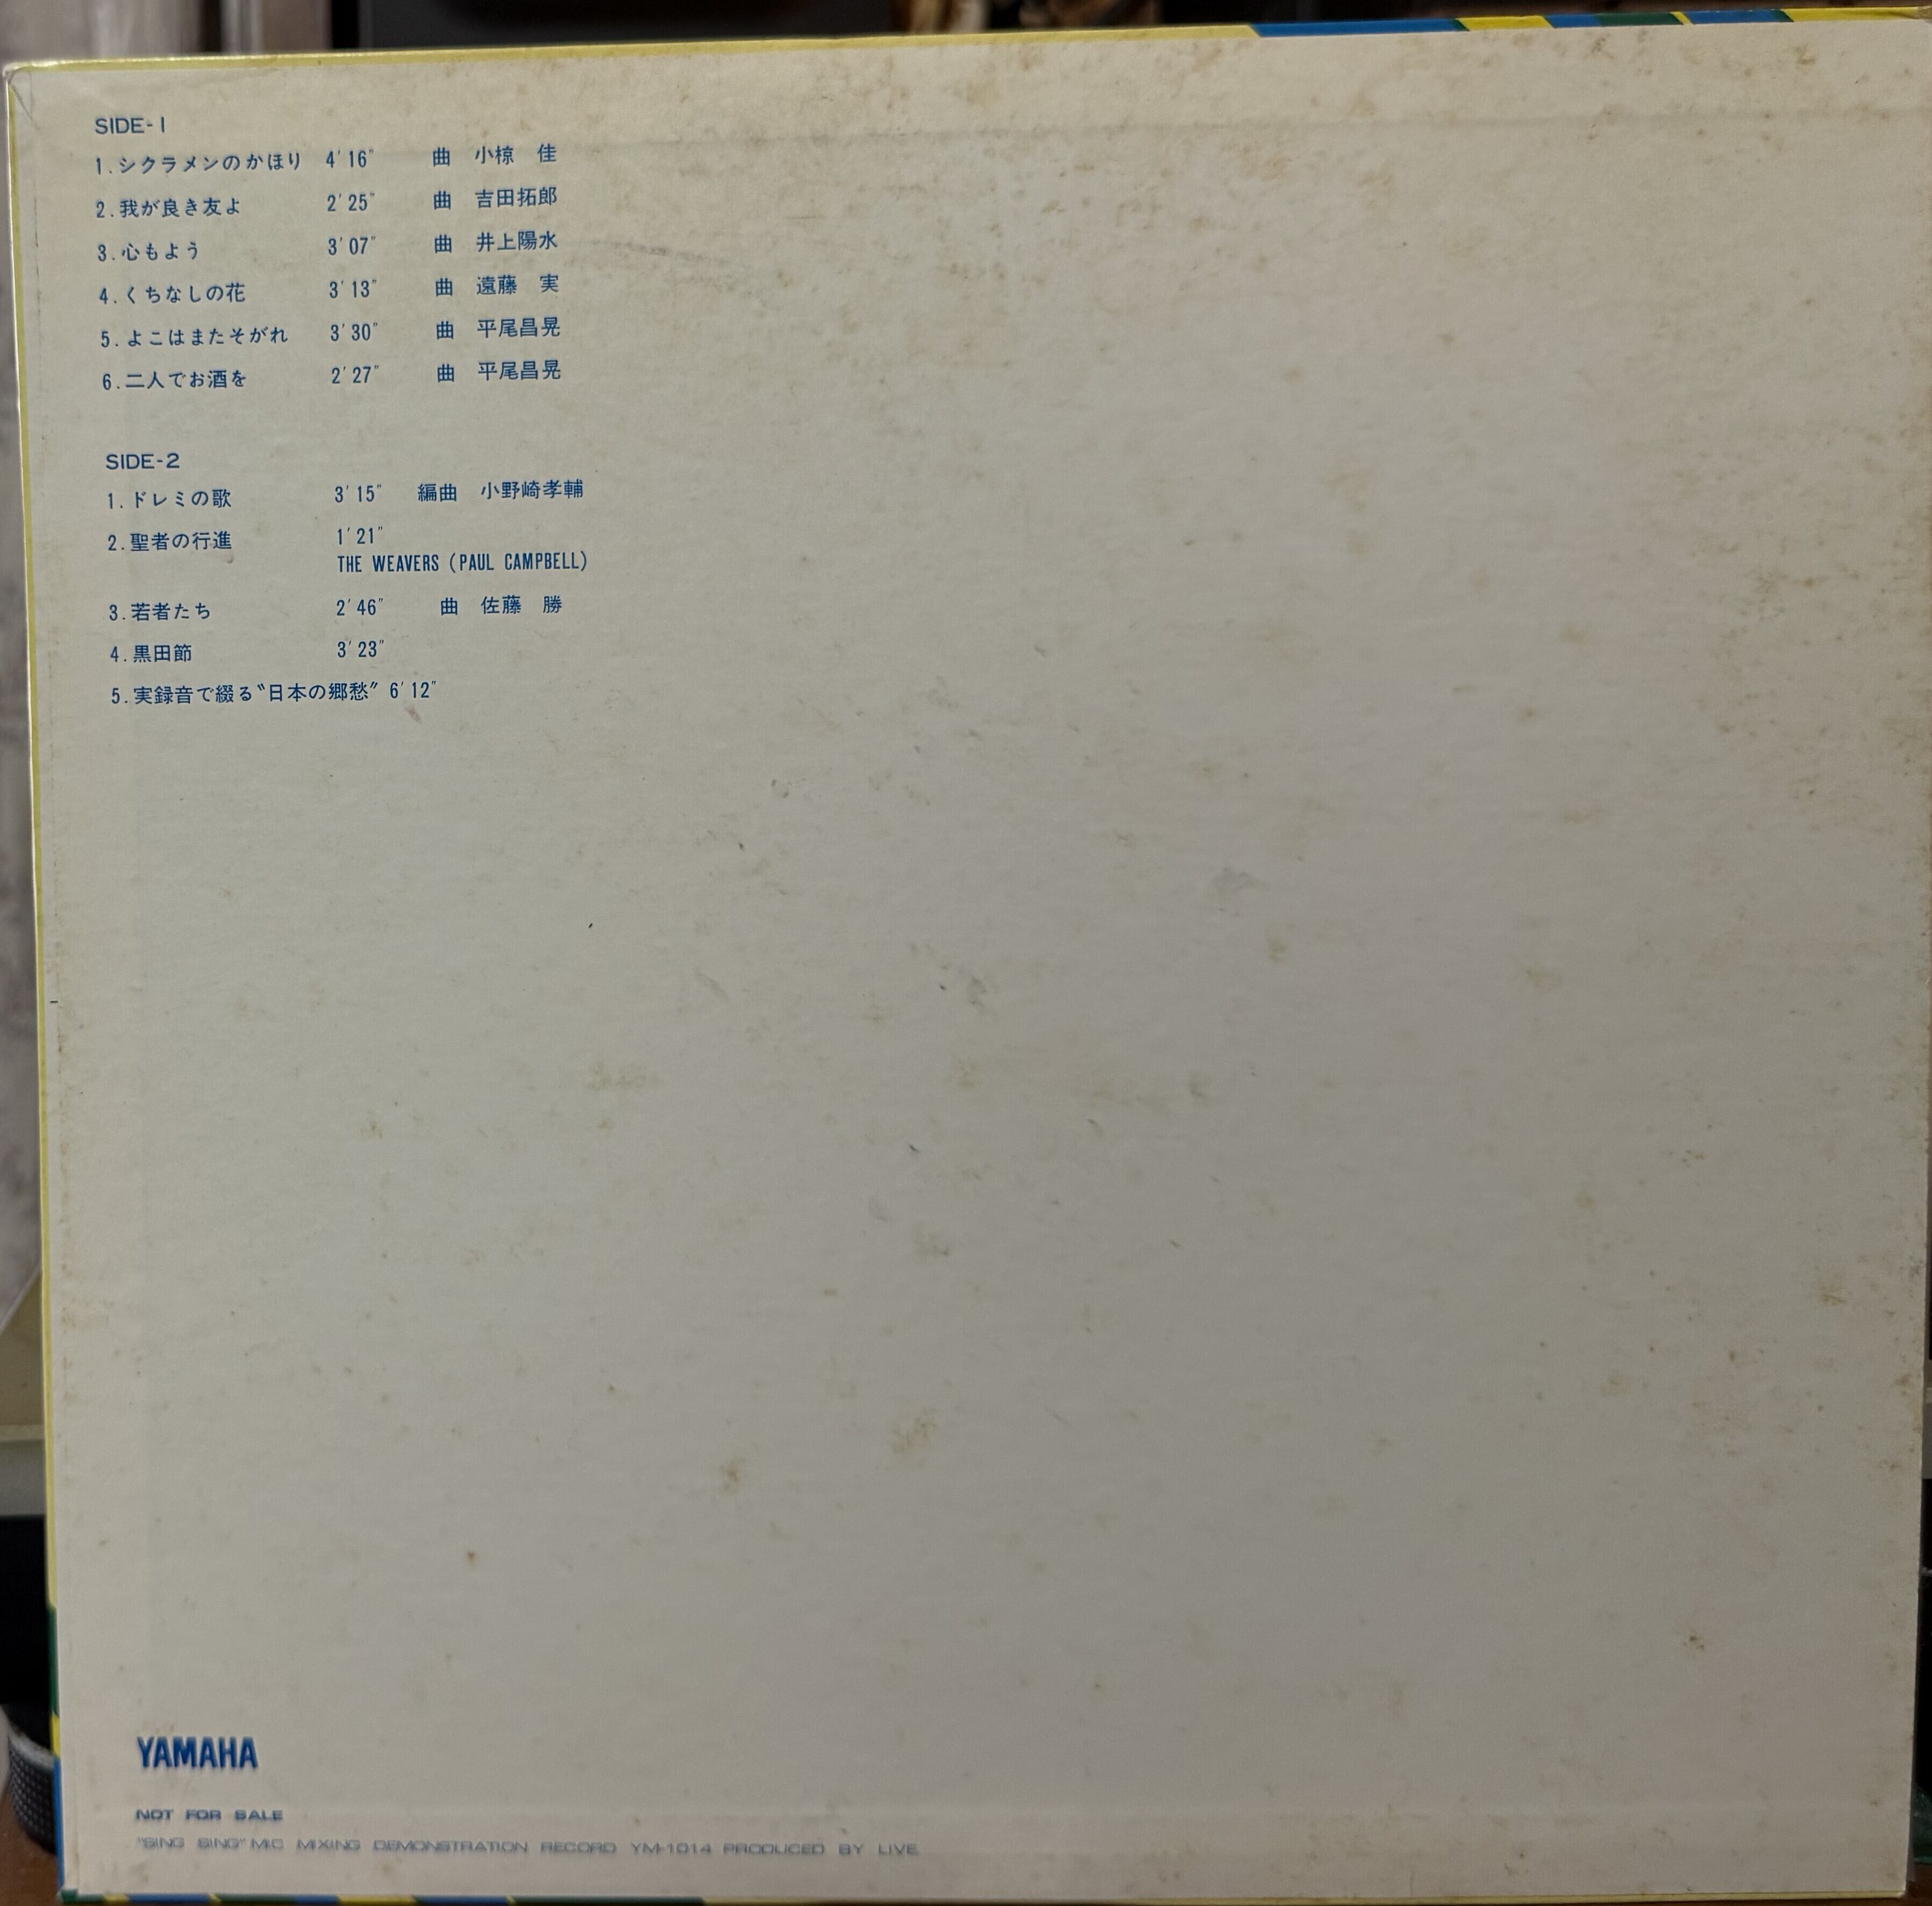 SIDE-1
1.シクラメンのかほり 4′16″ 曲 小椋 佳
2.我が良き友よ 2′25″ 曲 吉田拓郎
3.心もよう 3′07″ 曲 井上陽水
4.くちなしの花 3′13″ 曲 遠藤 実
5.よこはまたそがれ 3′30″ 曲 平尾昌晃
6.二人でお酒を 2′27″ 曲 平尾昌晃
SIDE-2
1.ドレミの歌 3′15″ 編曲 小野崎孝輔
2.聖者の行進 1′21″
THE WEAVERS (PAUL CAMPBELL)
3.若者たち 2′46″ 曲 佐藤 勝
4.黒田節 3′23″
5.実録音で綴る〝日本の郷愁〟6′12″
YAMAHA
NOT FOR SALE
"SING SING" MIC MIXING DEMONSTRATION RECORD YM-1014 PRODUCED BY LIVE